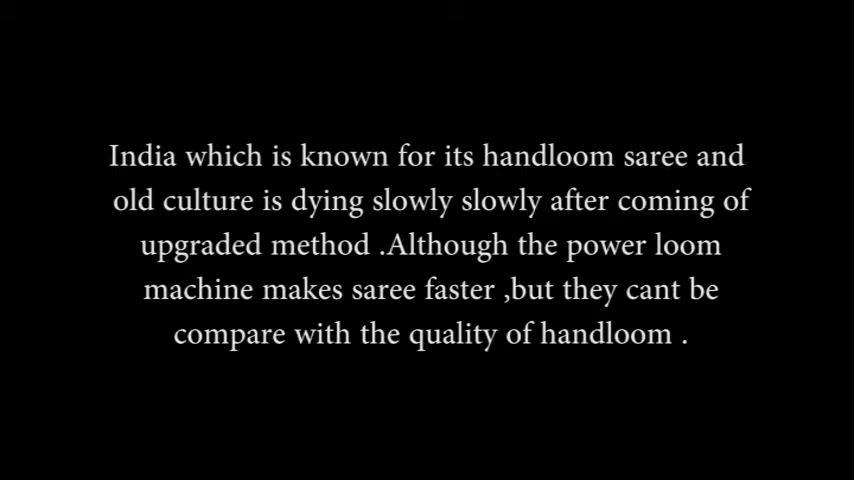 India which is known for its handloom saree and
old culture is dying slowly slowly after coming of
upgraded method .Although the power loom
machine makes saree faster ,but they cant be
compare with the quality of handloom .